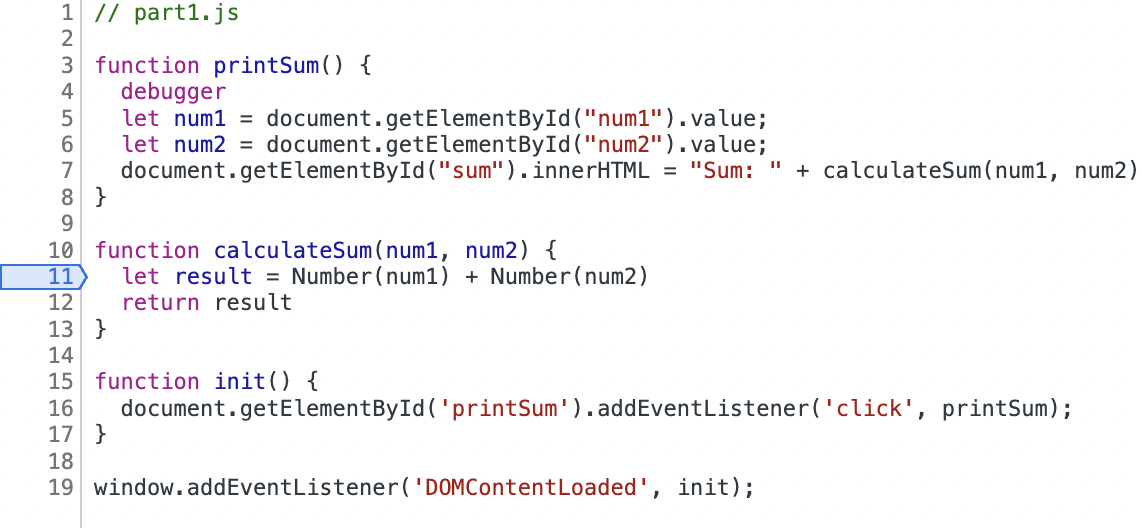 1 // part1.js
2
3 function printSum() {
4   debugger
5   let num1 = document.getElementById("num1").value;
6   let num2 = document.getElementById("num2").value;
7   document.getElementById("sum").innerHTML = "Sum: " + calculateSum(num1, num2)
8 }
9
10 function calculateSum(num1, num2) {
11   let result = Number(num1) + Number(num2)
12   return result
13 }
14
15 function init() {
16   document.getElementById('printSum').addEventListener('click', printSum);
17 }
18
19 window.addEventListener('DOMContentLoaded', init);